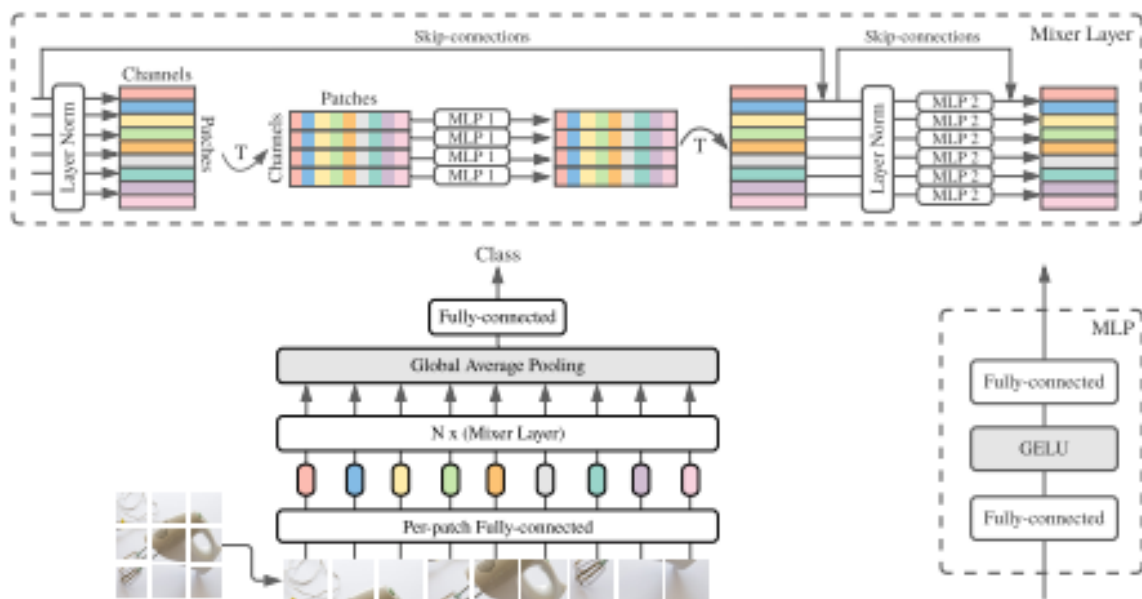 Skip-connections
Skip-connections
Mixer Layer
Channels
Layer Norm
Patches
T
Patches
Channels
MLP 1
MLP 1
MLP 1
MLP 1
T
Layer Norm
MLP 2
MLP 2
MLP 2
MLP 2
MLP 2
MLP 2
Class
Fully-connected
Global Average Pooling
N x (Mixer Layer)
Per-patch Fully-connected
MLP
Fully-connected
GELU
Fully-connected